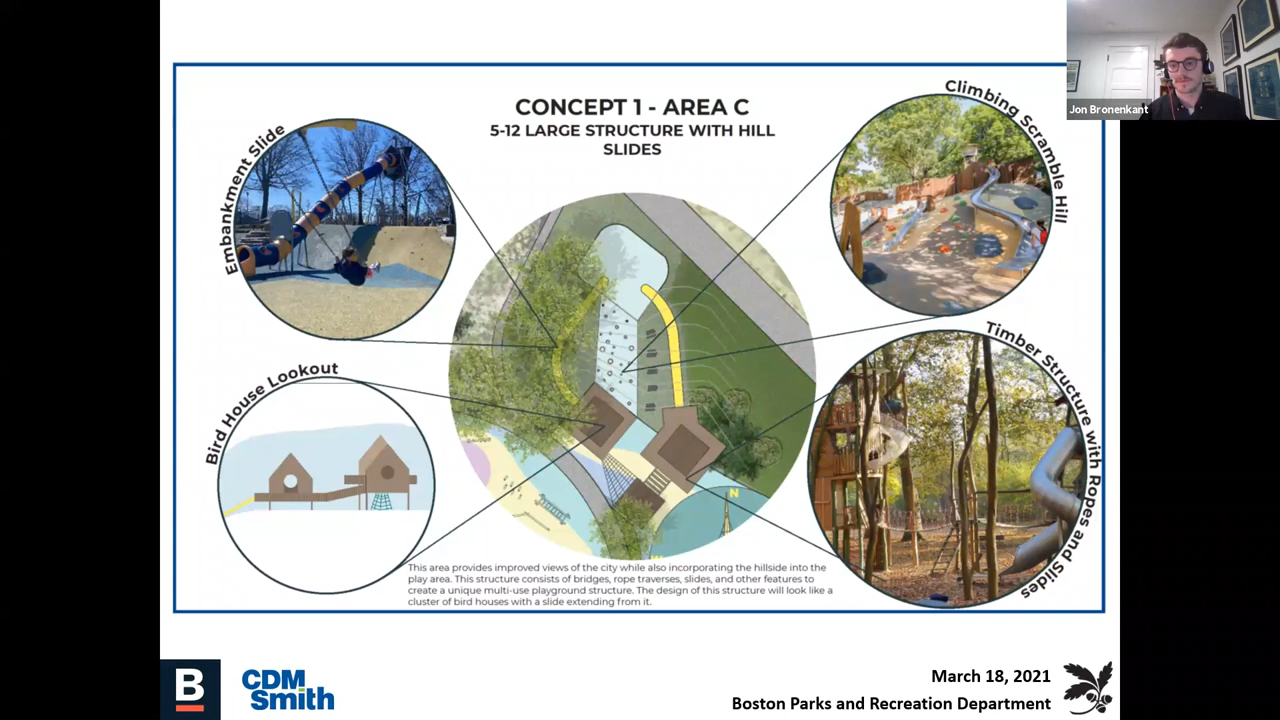 Jon Bronenkant
CONCEPT 1 - AREA C
5-12 LARGE STRUCTURE WITH HILL
SLIDES
Embankment Slide
Climbing Scramble Hill
Bird House Lookout
Timber Structure with Ropes and Slides
N
This area provides improved views of the city while also incorporating the hillside into the
play area. This structure consists of bridges, rope traverses, slides, and other features to
create a unique multi-use playground structure. The design of this structure will look like a
cluster of bird houses with a slide extending from it.
B
CDM
Smith
March 18, 2021
Boston Parks and Recreation Department